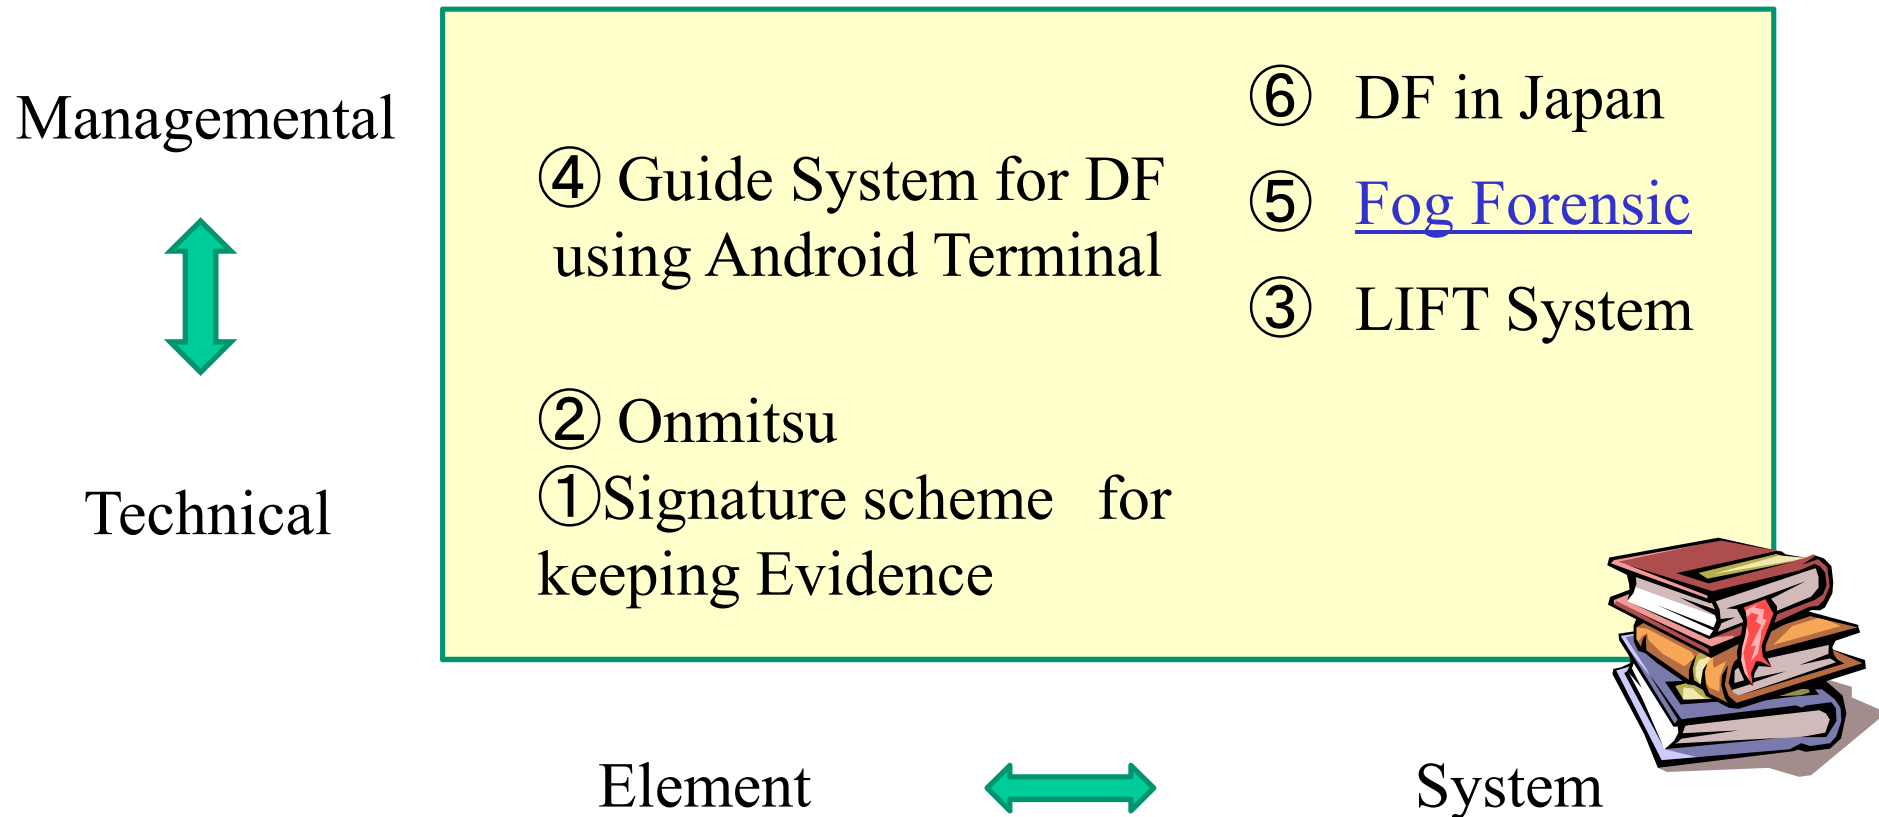 Managemental
Technical
④ Guide System for DF
using Android Terminal
② Onmitsu
①Signature scheme for
keeping Evidence
⑥ DF in Japan
⑤ Fog Forensic
③ LIFT System
Element
System